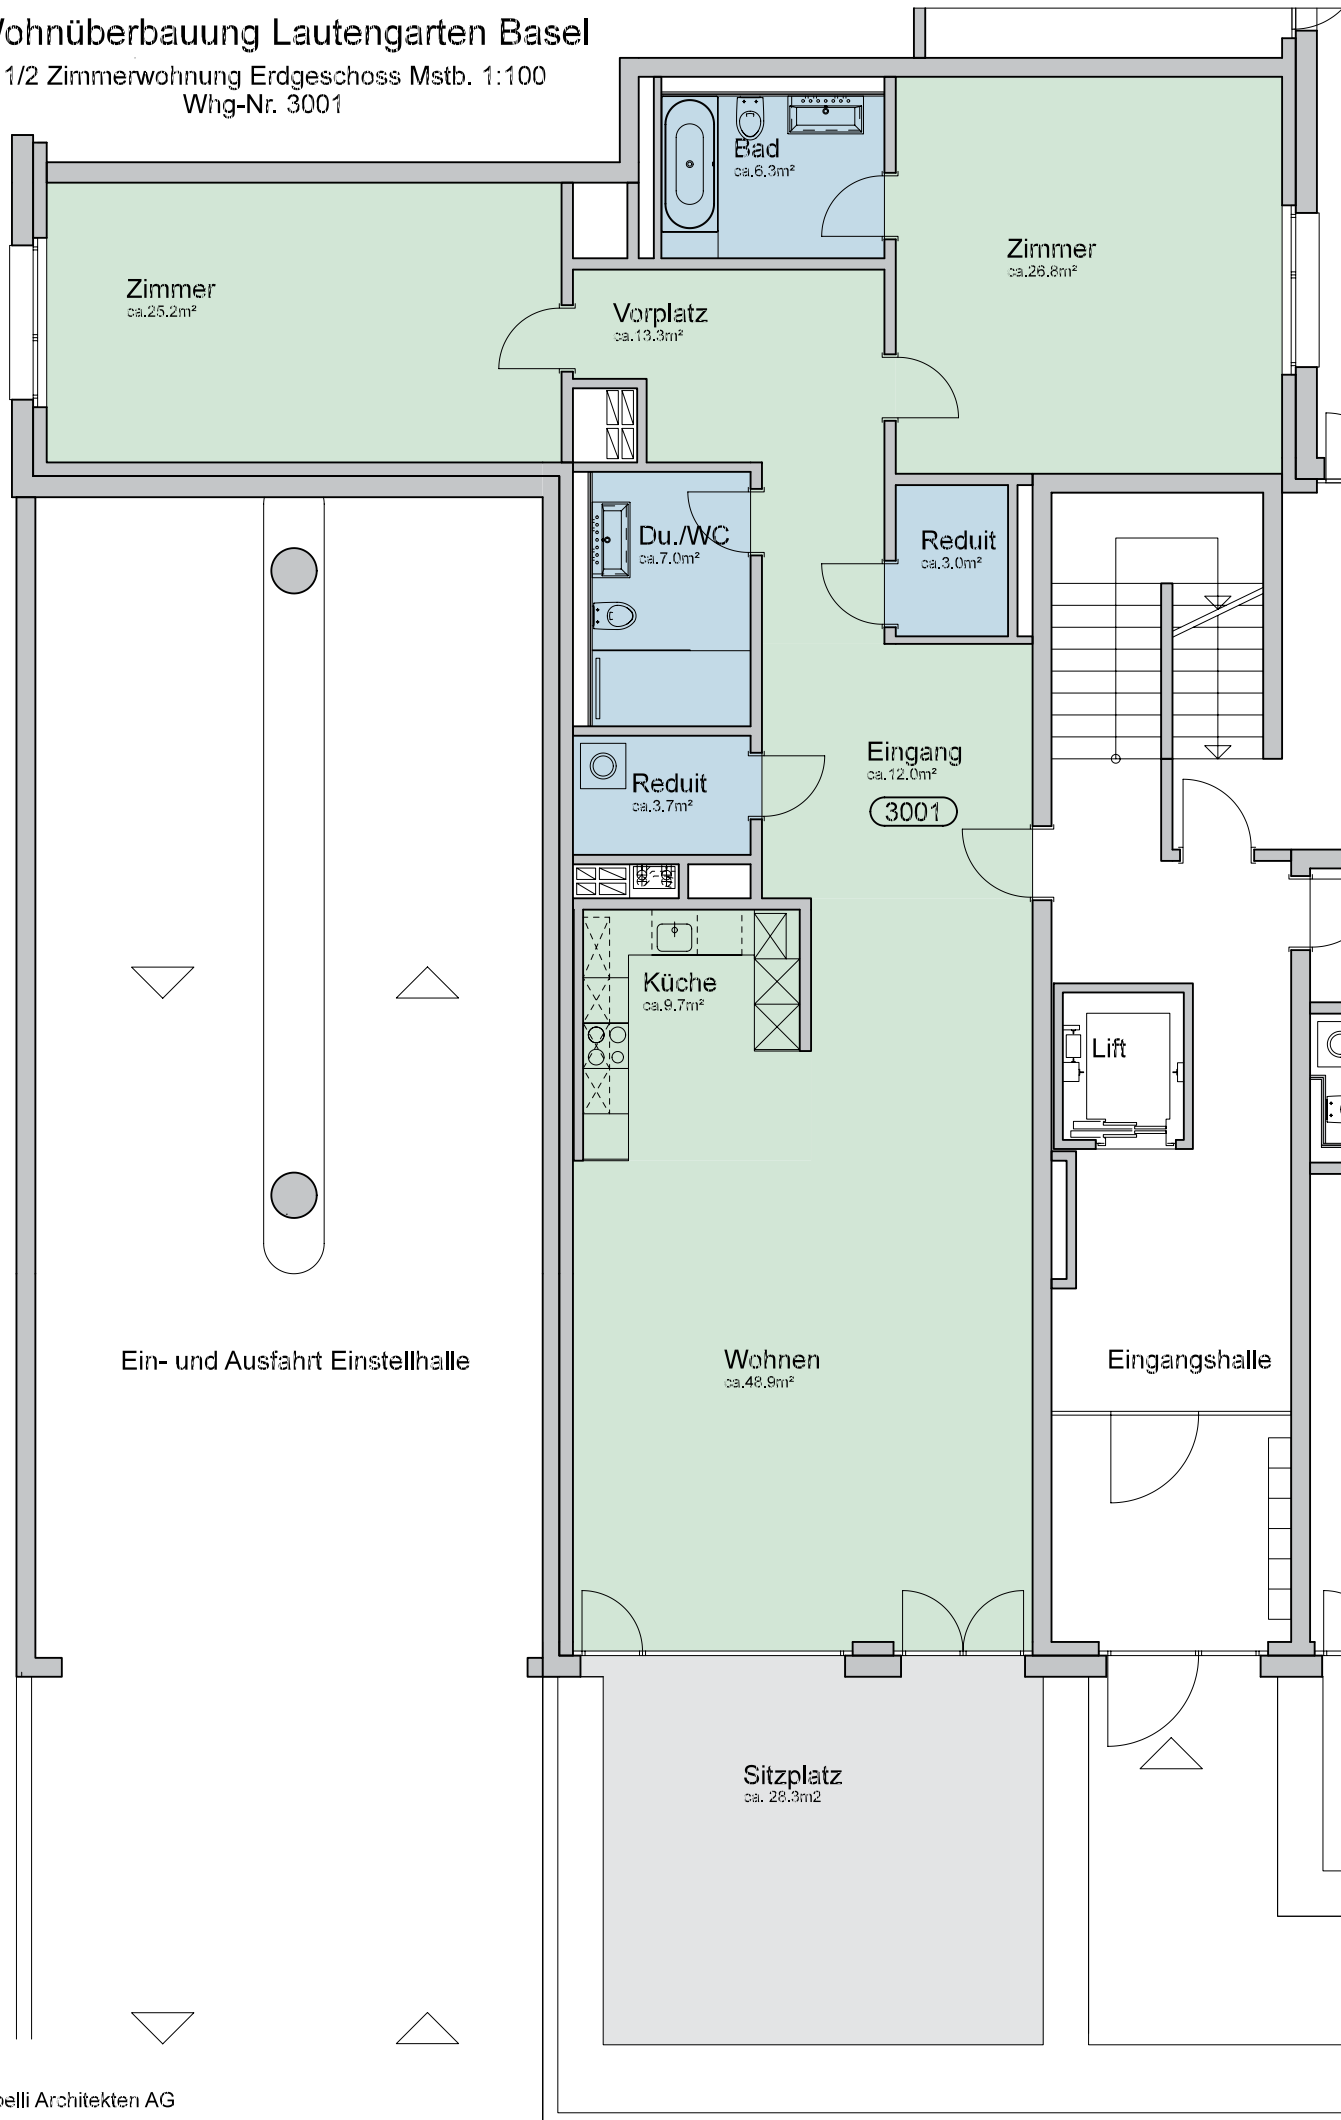 Wohnüberbauung Lautengarten Basel
1/2 Zimmerwohnung Erdgeschoss Mstb. 1:100
Whg-Nr. 3001
Bad
ca.6.3m²
Zimmer
ca.26.8m²
Zimmer
ca.25.2m²
Vorplatz
ca.13.3m²
Du./WC
ca.7.0m²
Reduit
ca.3.0m²
Eingang
ca.12.0m²
3001
Reduit
ca.3.7m²
Küche
ca.9.7m²
Lift
Ein- und Ausfahrt Einstellhalle
Wohnen
ca.48.9m²
Eingangshalle
Sitzplatz
ca. 28.3m2
Architekten AG